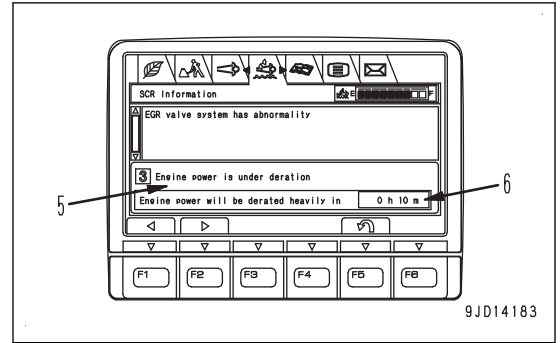 SCR Information
E F
EGR valve system has abnormality
3 Engine power is under deration
Engine power will be derated heavily in 0 h 10 m
5
6
F1 F2 F3 F4 F5 F6
9JD14183